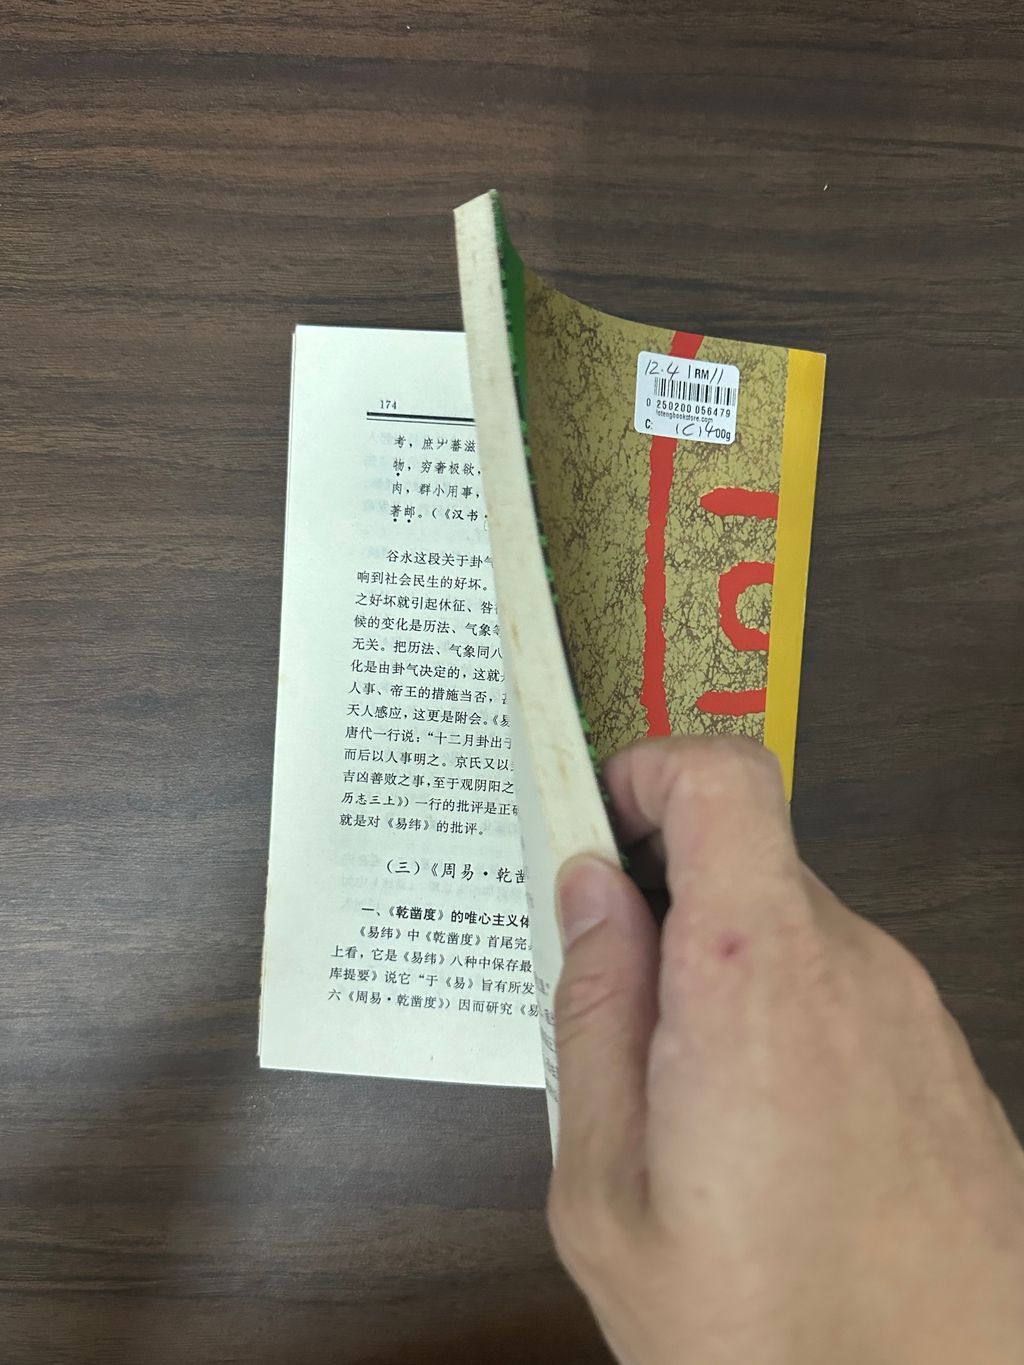 174
考，庶屮蕃滋
物，穷奢极欲，
肉，群小用事，
著邮。（《汉书·
谷永这段关于卦气
响到社会民生的好坏。
之好坏就引起休征、咎
候的变化是历法、气象等
无关。把历法、气象同八
化是由卦气决定的，这就
人事、帝王的措施当否，
天人感应，这更是附会。《易
唐代一行说：“十二月卦出于
而后以人事明之。京氏又以
吉凶善败之事，至于观阴阳之
历志三上》）一行的批评是正确
就是对《易纬》的批评。
（三）《周易·乾凿
一、《乾凿度》的唯心主义体
《易纬》中《乾凿度》首尾完
上看，它是《易纬》八种中保存最
库提要》说它“于《易》旨有所发
六《周易·乾凿度》）因而研究《易
12.4 RM11
0 250200 056479
C: 400g